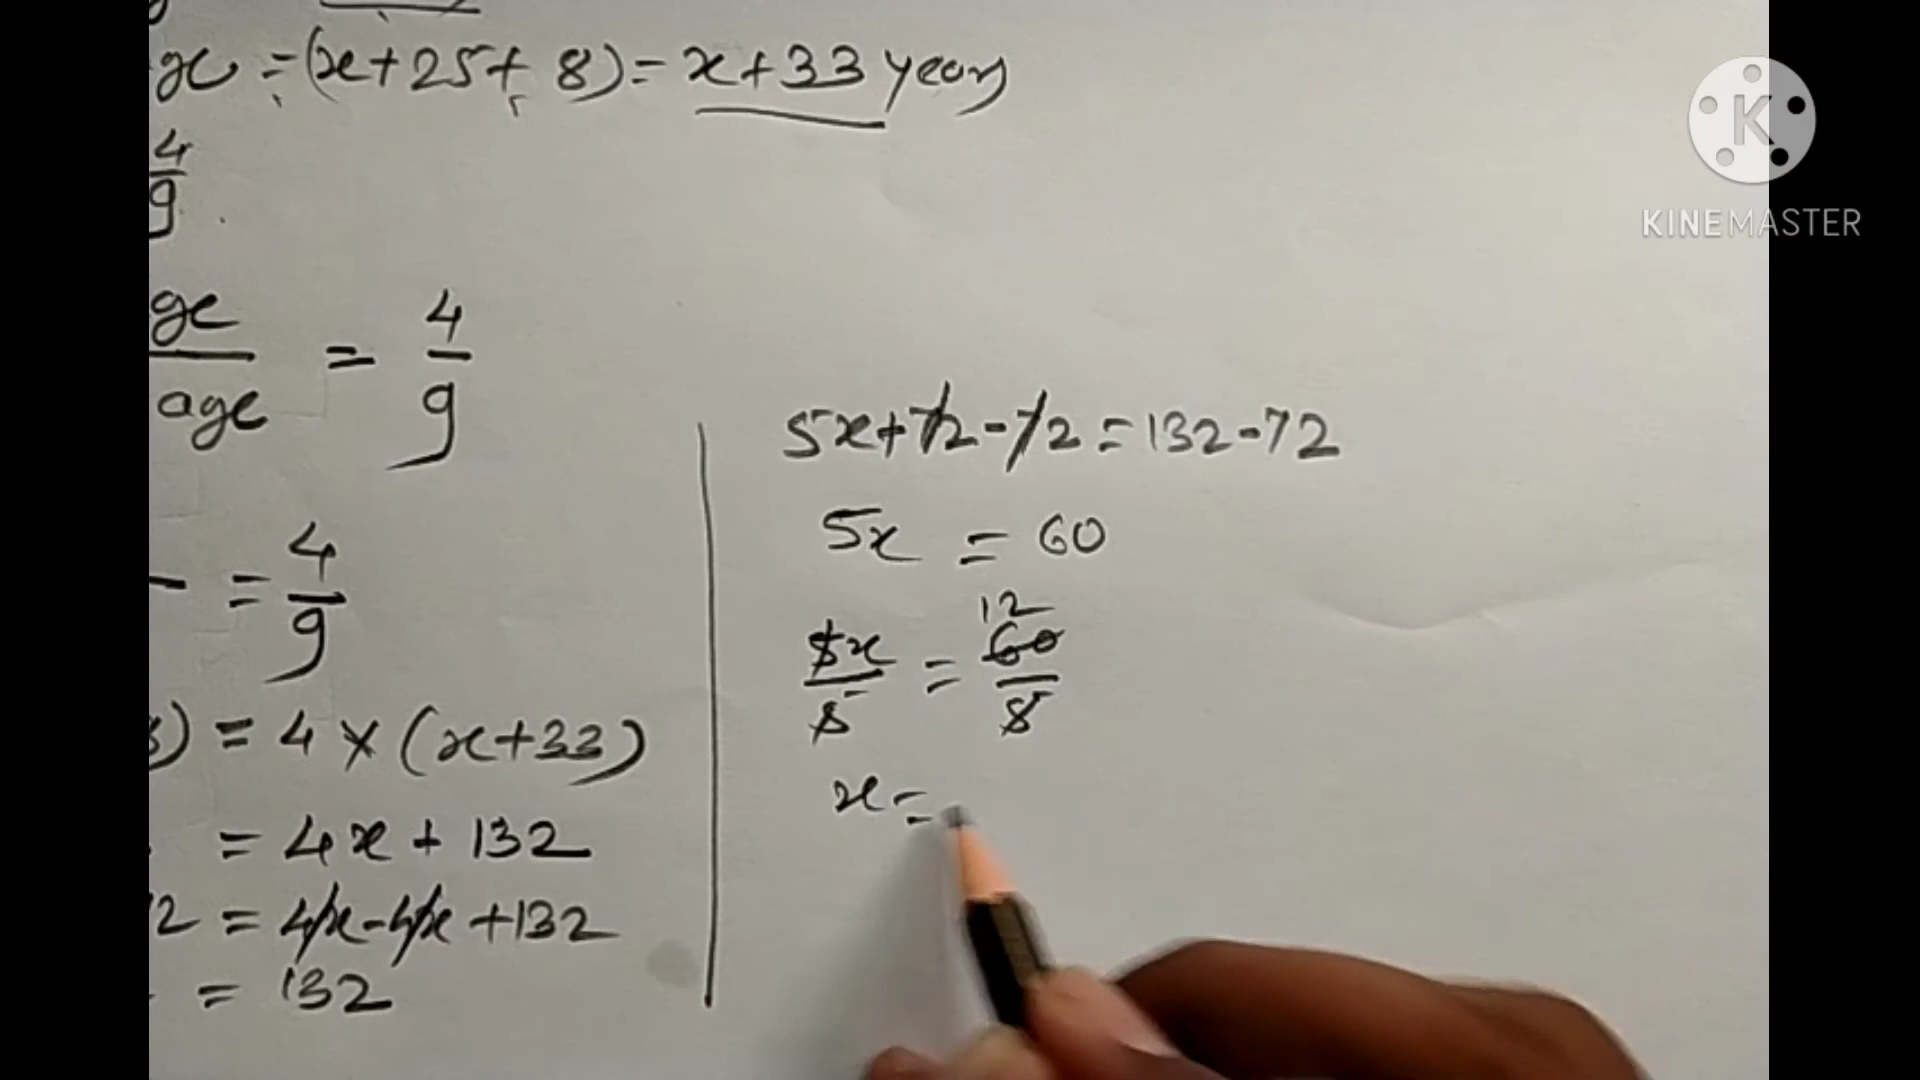 ge = (x+25+8) = x+33 years
4/9
ge/age = 4/9
= 4/9
) = 4 × (x+33)
= 4x + 132
2 = 4x-4x+132
= 132
5x+72-72=132-72
5x = 60
5x/5 = 60/5 12
x =
K
KINEMASTER